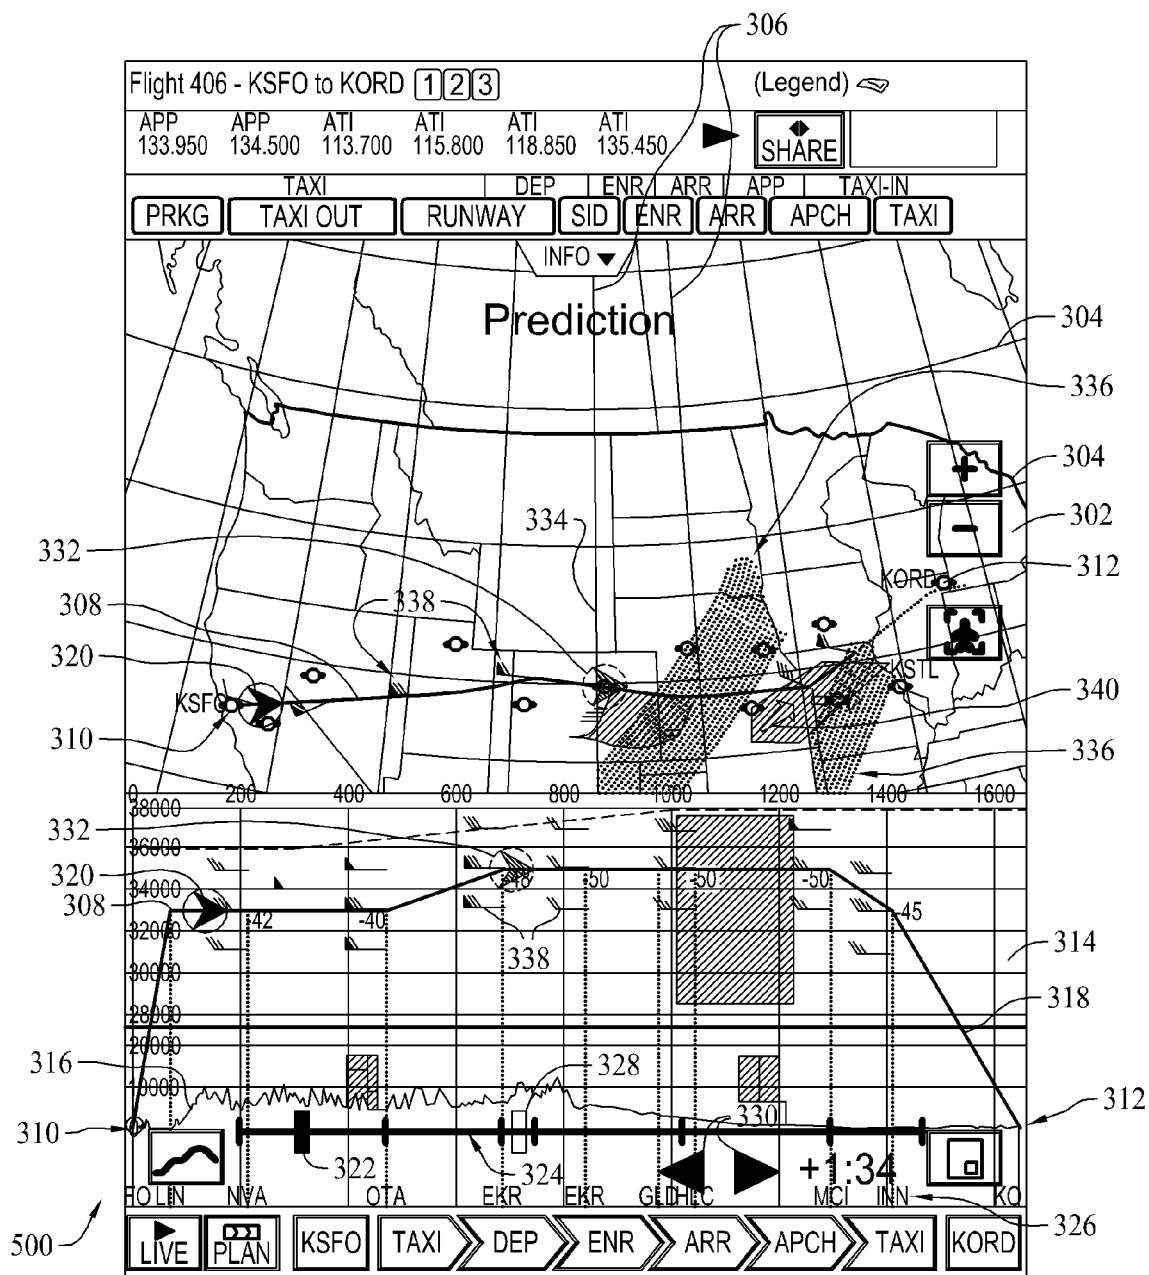 306
Flight 406 - KSFO to KORD 1 2 3 (Legend)
APP APP ATI ATI ATI ATI
133.950 134.500 113.700 115.800 118.850 135.450
SHARE
TAXI DEP ENR ARR APP TAXI-IN
PRKG TAXI OUT RUNWAY SID ENR ARR APCH TAXI
INFO
Prediction
304
336
304
302
334
332
312
KORD
308
338
320
KSFO
KSTL
310
340
336
0 200 400 600 800 1000 1200 1400 1600
38000
332
36000
320
34000
-48 -50 -50 -50
308
-42 -40 -45
32000
338
314
30000
318
28000
20000
316
328
10000
330
312
310
322
324
+1:34
FO LIN NVA OTA EKR EKR GLD HLC MCI INN KO
326
500
LIVE PLAN KSFO TAXI DEP ENR ARR APCH TAXI KORD